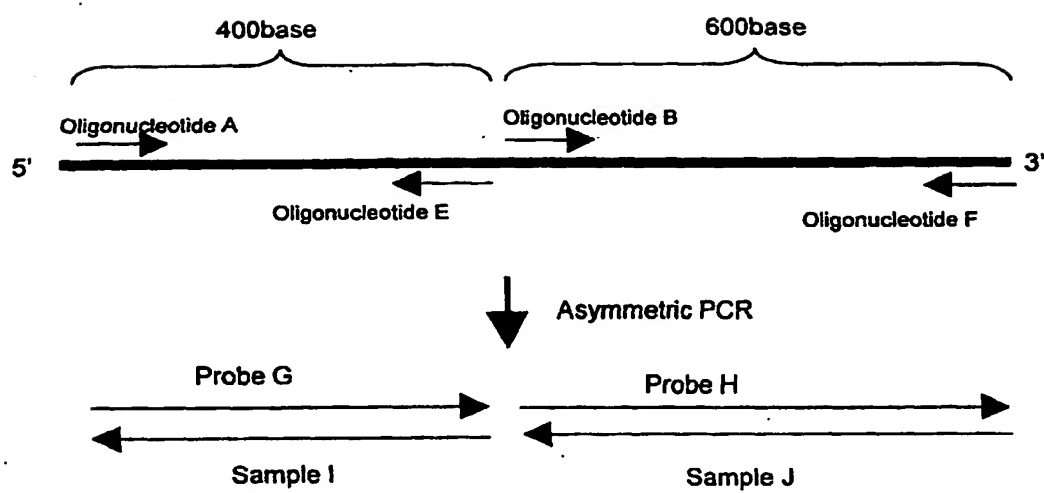 400base
600base
Oligonucleotide A
Oligonucleotide B
5'
3'
Oligonucleotide E
Oligonucleotide F
Asymmetric PCR
Probe G
Probe H
Sample I
Sample J